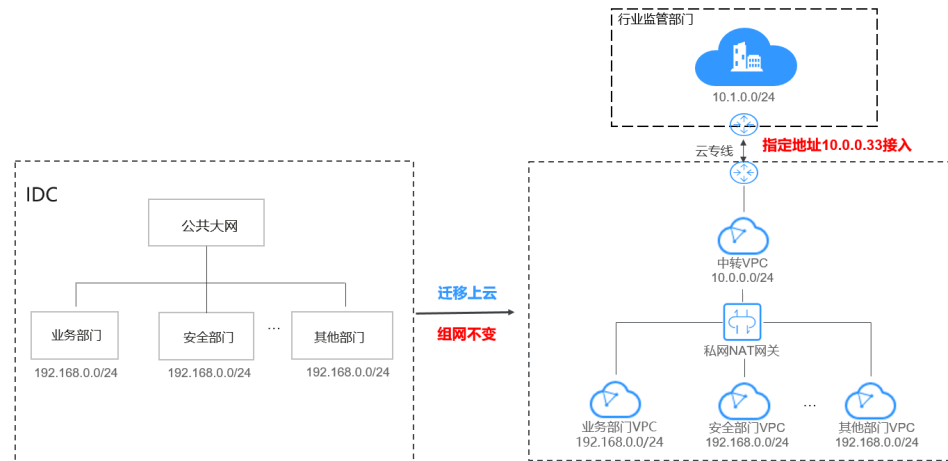 行业监管部门
10.1.0.0/24
云专线
指定地址10.0.0.33接入
IDC
公共大网
业务部门
安全部门
...
其他部门
192.168.0.0/24
192.168.0.0/24
192.168.0.0/24
迁移上云
组网不变
中转VPC
10.0.0.0/24
私网NAT网关
...
业务部门VPC
192.168.0.0/24
安全部门VPC
192.168.0.0/24
其他部门VPC
192.168.0.0/24